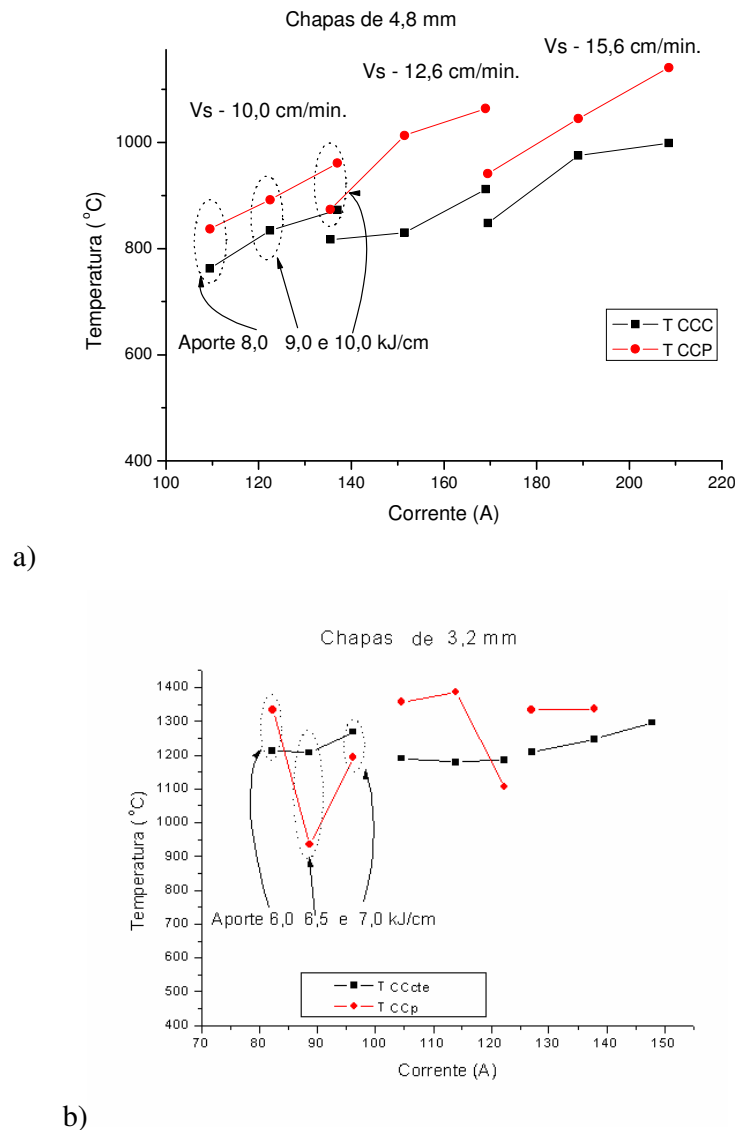 Chapas de 4,8 mm
Vs - 15,6 cm/min.
Vs - 12,6 cm/min.
Vs - 10,0 cm/min.
1000
800
600
400
Temperatura ( °C)
Aporte 8,0 9,0 e 10,0 kJ/cm
T CCC
T CCP
100 120 140 160 180 200 220
Corrente (A)
a)
Chapas de 3,2 mm
1400
1300
1200
1100
1000
900
800
700
600
500
400
Temperatura ( °C)
Aporte 6,0 6,5 e 7,0 kJ/cm
T CCcte
T CCp
70 80 90 100 110 120 130 140 150
Corrente (A)
b)